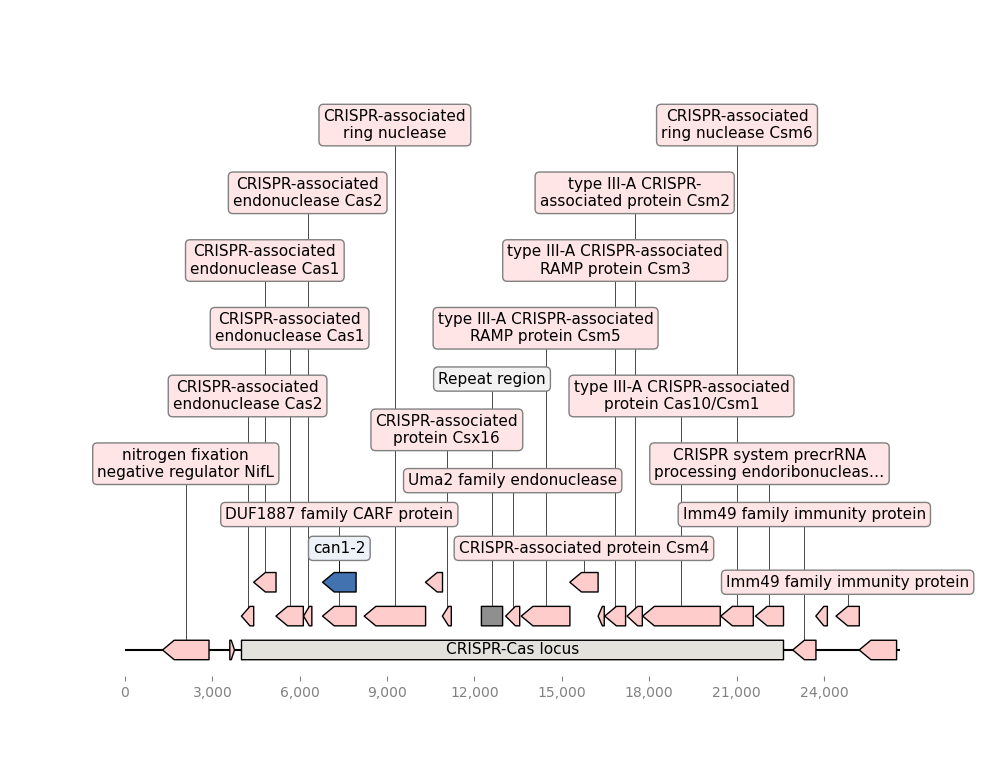 CRISPR-associated
ring nuclease
CRISPR-associated
ring nuclease Csm6
CRISPR-associated
endonuclease Cas2
type III-A CRISPR-
associated protein Csm2
CRISPR-associated
endonuclease Cas1
type III-A CRISPR-associated
RAMP protein Csm3
CRISPR-associated
endonuclease Cas1
type III-A CRISPR-associated
RAMP protein Csm5
Repeat region
CRISPR-associated
endonuclease Cas2
type III-A CRISPR-associated
protein Cas10/Csm1
CRISPR-associated
protein Csx16
nitrogen fixation
negative regulator NifL
CRISPR system precrRNA
processing endoribonucleas…
Uma2 family endonuclease
DUF1887 family CARF protein
Imm49 family immunity protein
can1-2
CRISPR-associated protein Csm4
Imm49 family immunity protein
CRISPR-Cas locus
0
3,000
6,000
9,000
12,000
15,000
18,000
21,000
24,000